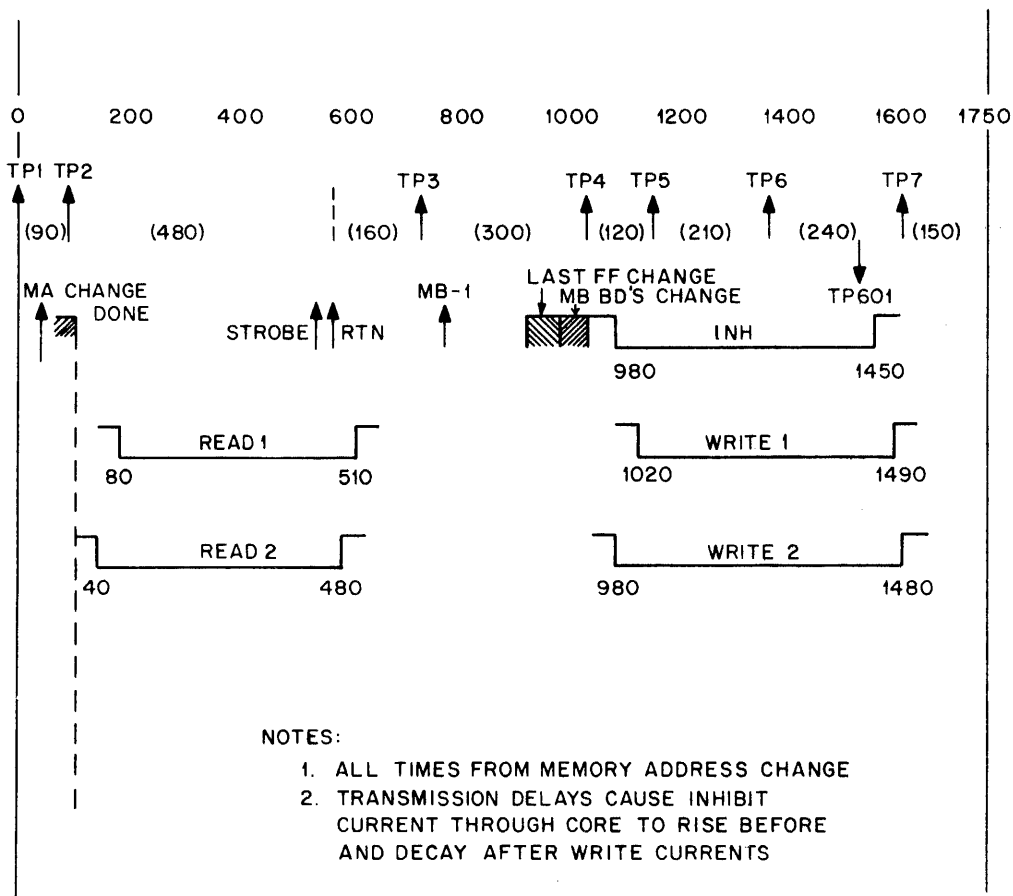 0 200 400 600 800 1000 1200 1400 1600 1750
TP1 TP2 TP3 TP4 TP5 TP6 TP7
(90) (480) (160) (300) (120) (210) (240) (150)
LAST FF CHANGE
MA CHANGE DONE MB-1 MB BD'S CHANGE TP601
STROBE RTN INH
980 1450
READ 1 WRITE 1
80 510 1020 1490
READ 2 WRITE 2
40 480 980 1480
NOTES:
1. ALL TIMES FROM MEMORY ADDRESS CHANGE
2. TRANSMISSION DELAYS CAUSE INHIBIT
CURRENT THROUGH CORE TO RISE BEFORE
AND DECAY AFTER WRITE CURRENTS